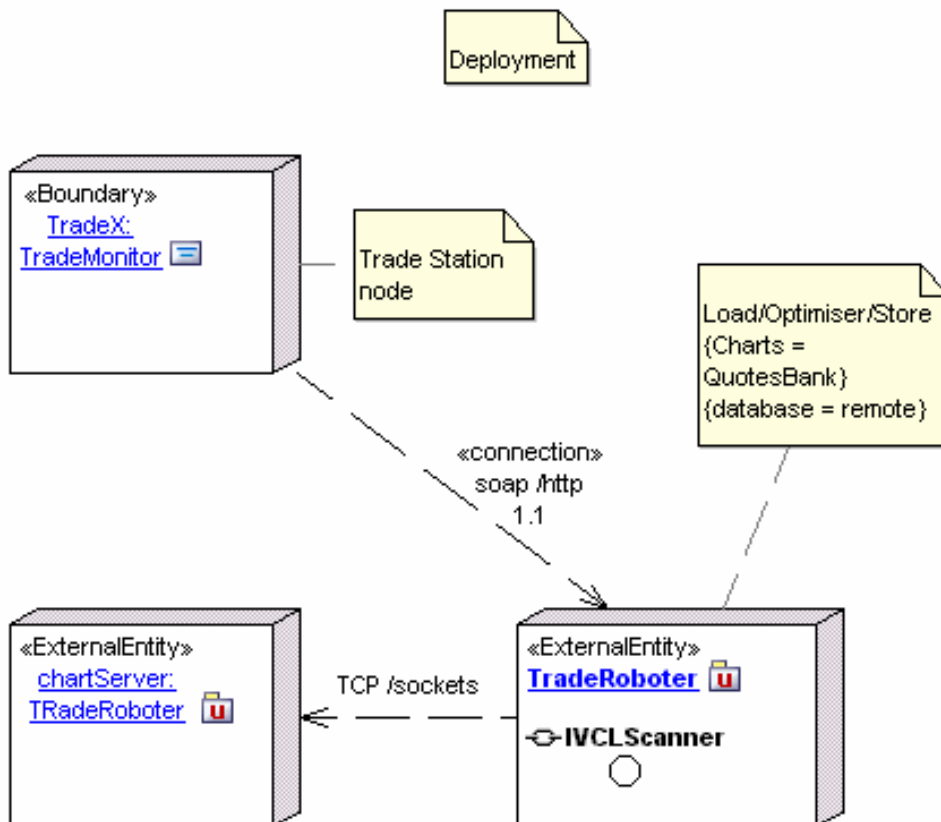 Deployment
«Boundary»
TradeX:
TradeMonitor
Trade Station
node
Load/Optimiser/Store
{Charts =
QuotesBank}
{database = remote}
«connection»
soap /http
1.1
«ExternalEntity»
chartServer:
TRadeRoboter
u
TCP /sockets
«ExternalEntity»
TradeRoboter
u
IVCLScanner